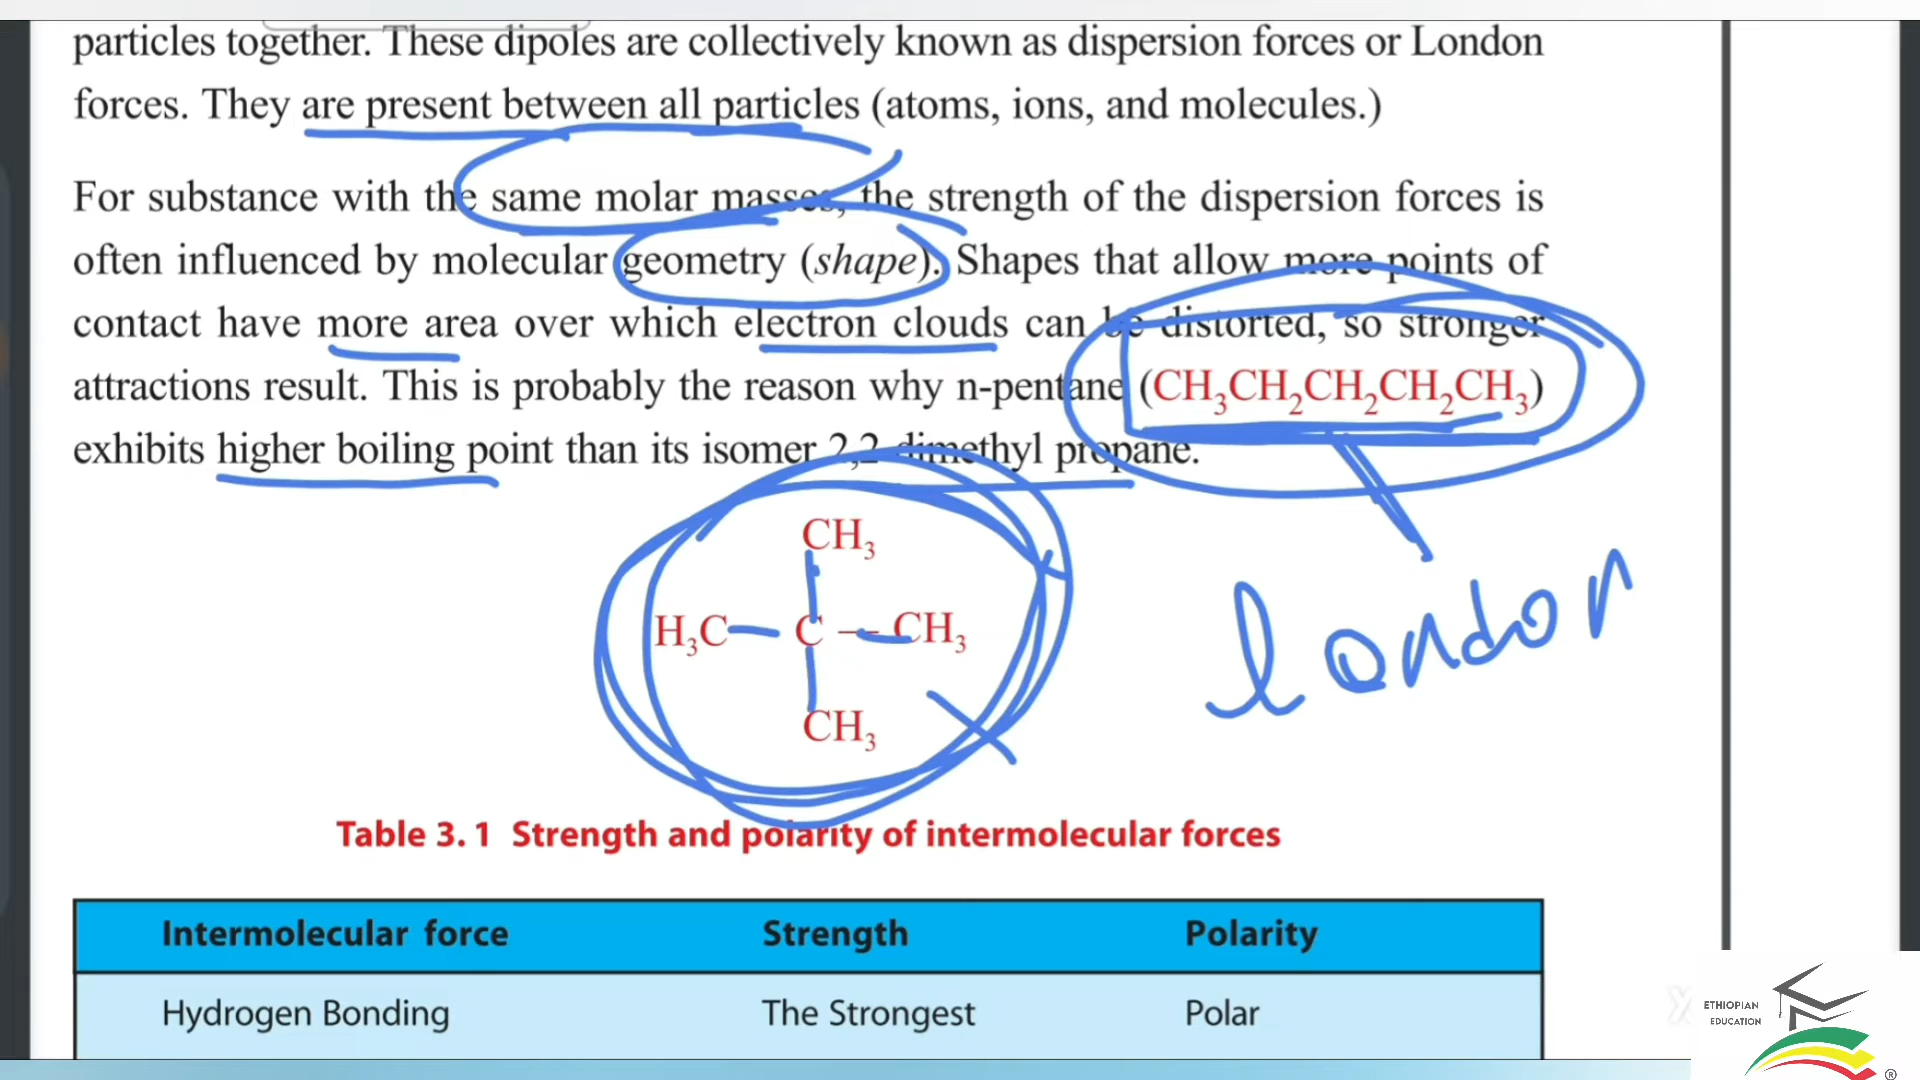 particles together. These dipoles are collectively known as dispersion forces or London
forces. They are present between all particles (atoms, ions, and molecules.)
For substance with the same molar masses, the strength of the dispersion forces is
often influenced by molecular geometry (shape). Shapes that allow more points of
contact have more area over which electron clouds can be distorted, so stronger
attractions result. This is probably the reason why n-pentane (CH₃CH₂CH₂CH₂CH₃)
exhibits higher boiling point than its isomer 2,2-dimethyl propane.
CH₃
H₃C — C — CH₃
CH₃
london
Table 3. 1 Strength and polarity of intermolecular forces
Intermolecular force Strength Polarity
Hydrogen Bonding The Strongest Polar
ETHIOPIAN
EDUCATION
®